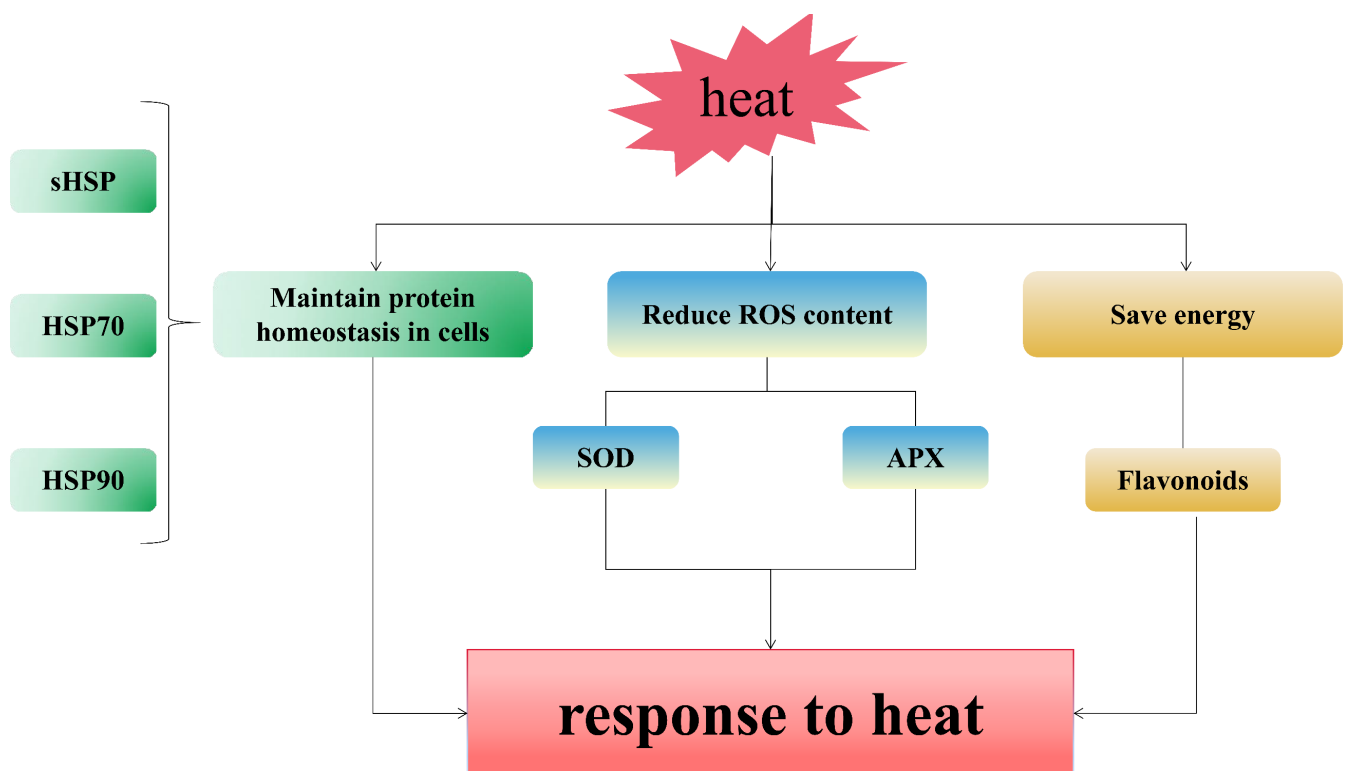 heat
sHSP
HSP70
HSP90
Maintain protein
homeostasis in cells
Reduce ROS content
Save energy
SOD
APX
Flavonoids
response to heat